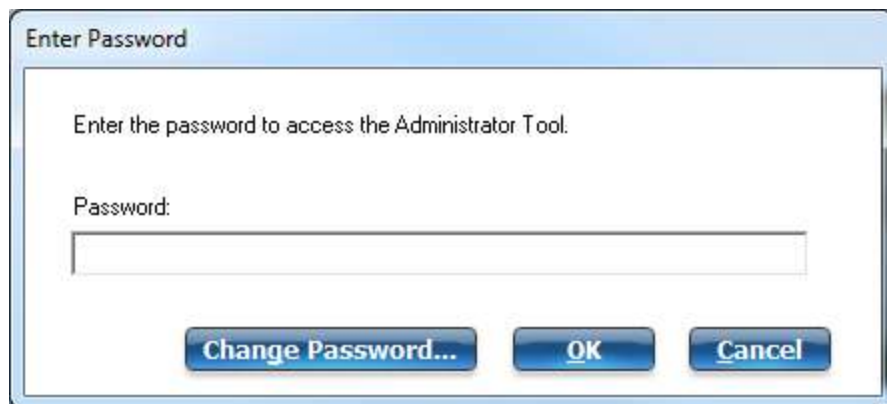 Enter Password
Enter the password to access the Administrator Tool.
Password:
Change Password... OK Cancel